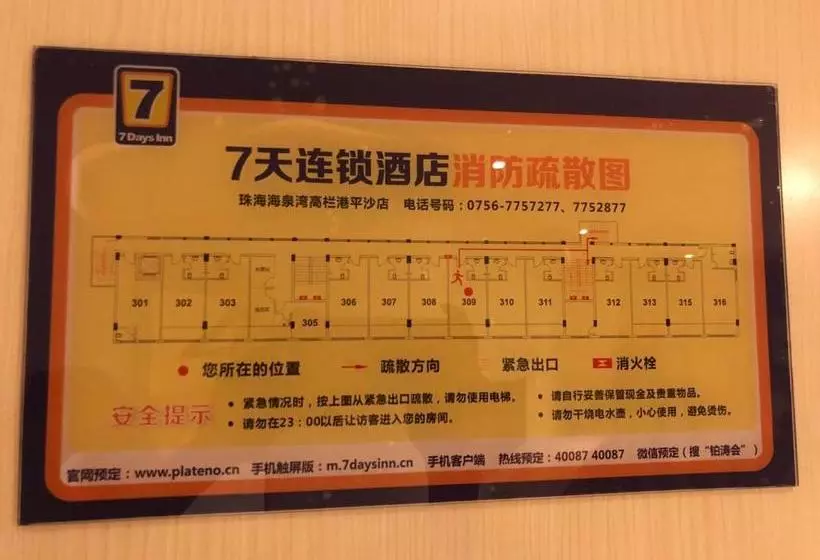 7
7 Days Inn
7天连锁酒店消防疏散图
珠海海泉湾高栏港平沙店 电话号码：0756-7757277、7752877
301 302 303 305 306 307 308 309 310 311 312 313 315 316
您所在的位置 疏散方向 紧急出口 消火栓
安全提示
• 紧急情况时，按上图从紧急出口疏散，请勿使用电梯。
• 请勿在23：00以后让访客进入您的房间。
• 请自行妥善保管现金及贵重物品。
• 请勿干烧电水壶，小心使用，避免烫伤。
官网预定：www.plateno.cn 手机触屏版：m.7daysinn.cn 手机客户端 热线预定：40087 40087 微信预定（搜“铂涛会”）